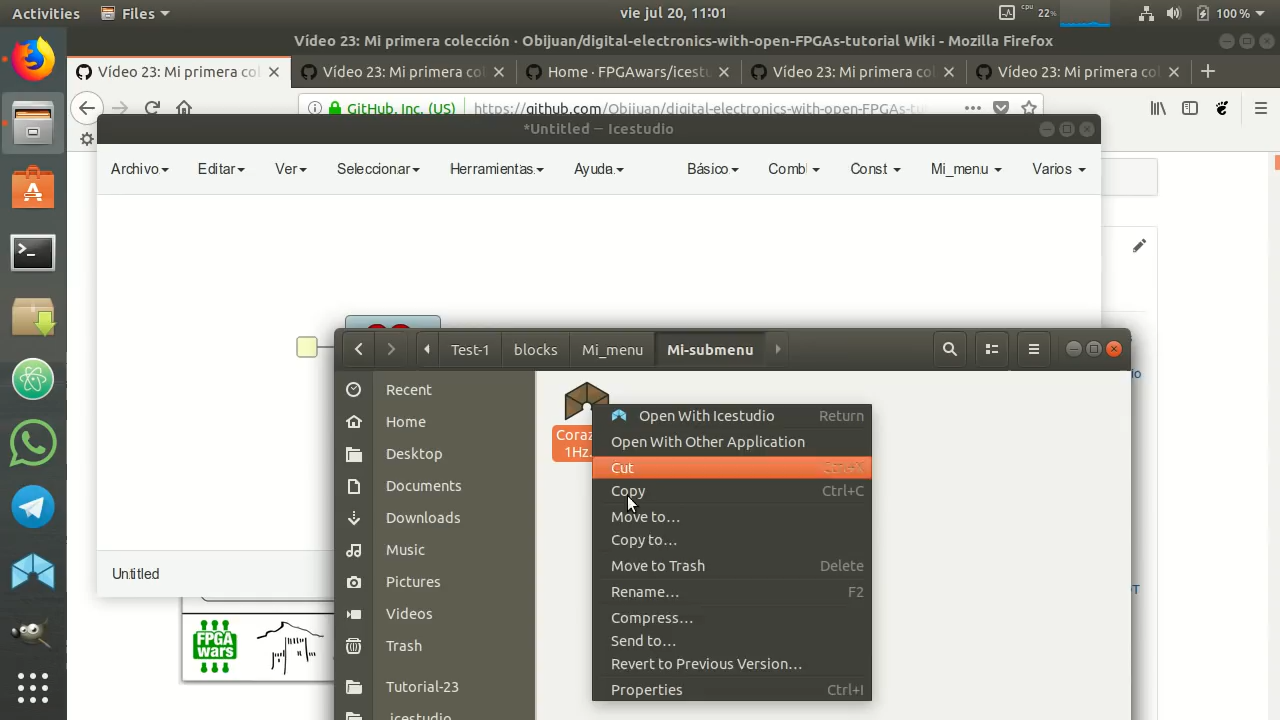 Activities Files vie jul 20, 11:01 cpu 22% 100 %
Vídeo 23: Mi primera colección · Obijuan/digital-electronics-with-open-FPGAs-tutorial Wiki - Mozilla Firefox
Vídeo 23: Mi primera col Vídeo 23: Mi primera co Home · FPGAwars/icestu Vídeo 23: Mi primera co Vídeo 23: Mi primera co
GitHub, Inc. (US) https://github.com/Obijuan/digital-electronics-with-open-FPGAs-tu
*Untitled — Icestudio
Archivo Editar Ver Seleccionar Herramientas Ayuda Básico Combi Const Mi_menu Varios
Test-1 blocks Mi_menu Mi-submenu
Recent
Home
Desktop
Documents
Downloads
Music
Pictures
Videos
Trash
Tutorial-23
.icestudio
Coraz
1Hz.
Open With Icestudio Return
Open With Other Application
Cut Ctrl+X
Copy Ctrl+C
Move to…
Copy to…
Move to Trash Delete
Rename… F2
Compress…
Send to…
Revert to Previous Version…
Properties Ctrl+I
Untitled
FPGA
wars